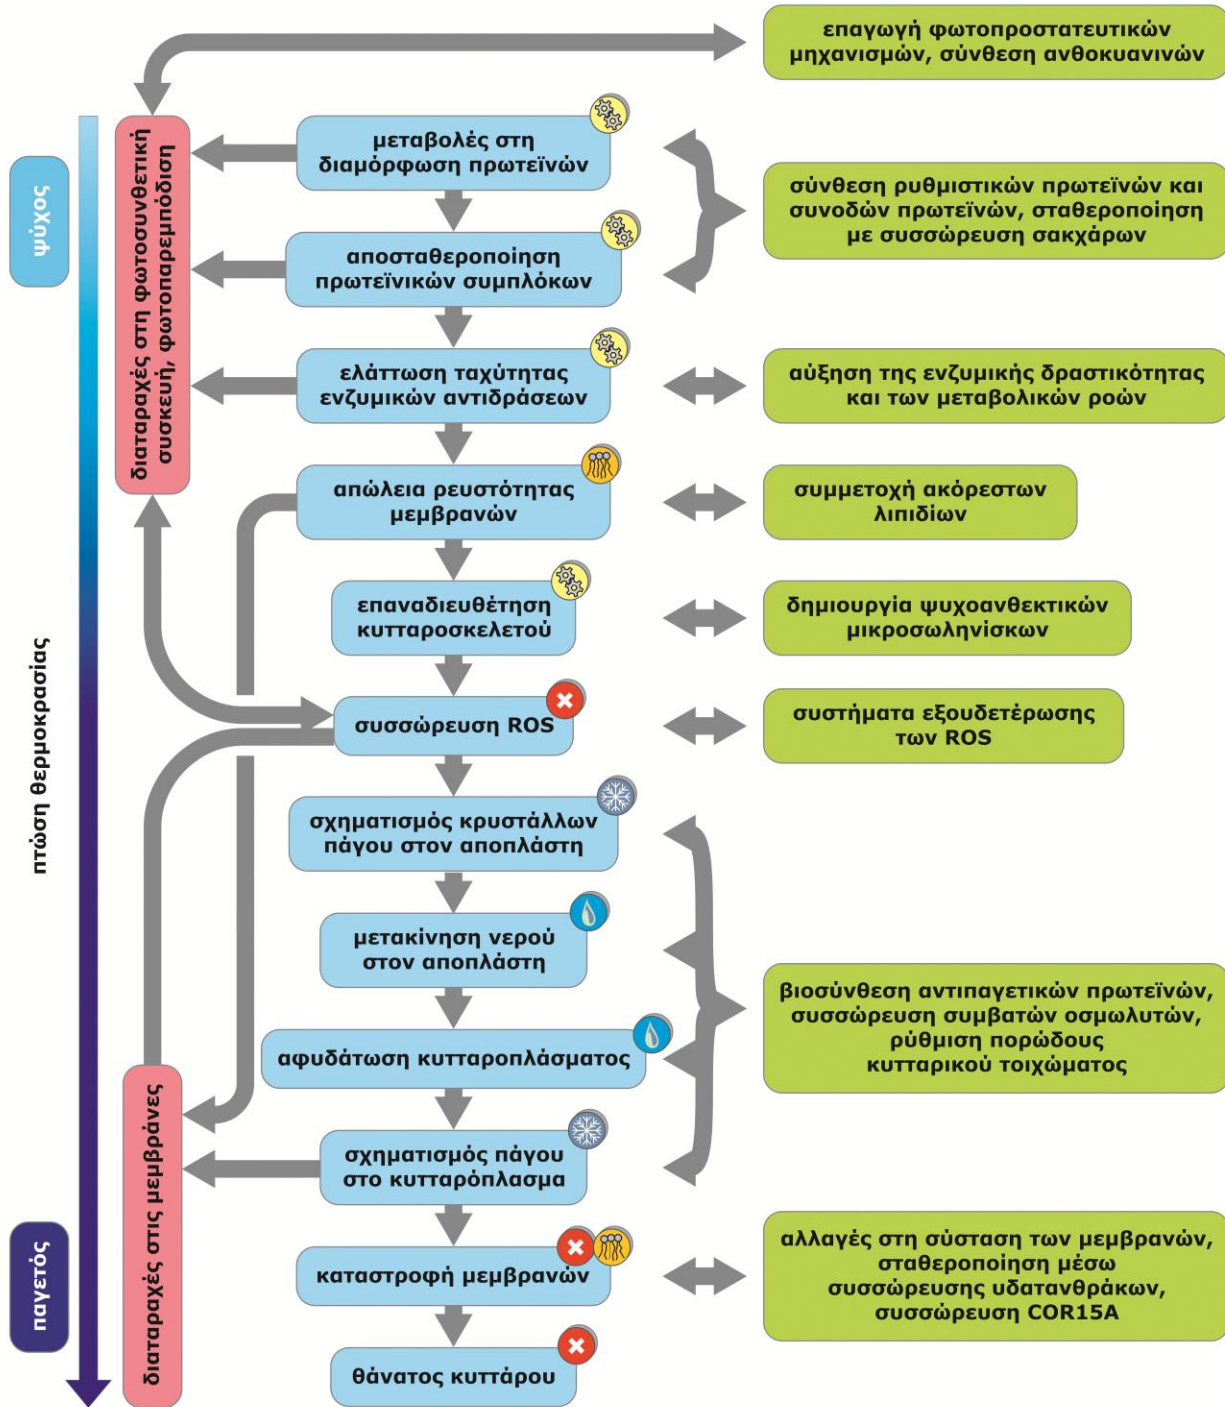 επαγωγή φωτοπροστατευτικών
μηχανισμών, σύνθεση ανθοκυανινών
ψύχος
πτώση θερμοκρασίας
παγετός
διαταραχές στη φωτοσυνθετική
συσκευή, φωτοπαρεμπόδιση
διαταραχές στις μεμβράνες
μεταβολές στη
διαμόρφωση πρωτεϊνών
σύνθεση ρυθμιστικών πρωτεϊνών και
συνοδών πρωτεϊνών, σταθεροποίηση
με συσσώρευση σακχάρων
αποσταθεροποίηση
πρωτεϊνικών συμπλόκων
ελάττωση ταχύτητας
ενζυμικών αντιδράσεων
αύξηση της ενζυμικής δραστικότητας
και των μεταβολικών ροών
απώλεια ρευστότητας
μεμβρανών
συμμετοχή ακόρεστων
λιπιδίων
επαναδιευθέτηση
κυτταροσκελετού
δημιουργία ψυχοανθεκτικών
μικροσωληνίσκων
συσσώρευση ROS
συστήματα εξουδετέρωσης
των ROS
σχηματισμός κρυστάλλων
πάγου στον αποπλάστη
μετακίνηση νερού
στον αποπλάστη
αφυδάτωση κυτταροπλάσματος
βιοσύνθεση αντιπαγετικών πρωτεϊνών,
συσσώρευση συμβατών οσμωλυτών,
ρύθμιση πορώδους
κυτταρικού τοιχώματος
σχηματισμός πάγου
στο κυτταρόπλασμα
καταστροφή μεμβρανών
αλλαγές στη σύσταση των μεμβρανών,
σταθεροποίηση μέσω
συσσώρευσης υδατανθράκων,
συσσώρευση COR15A
θάνατος κυττάρου